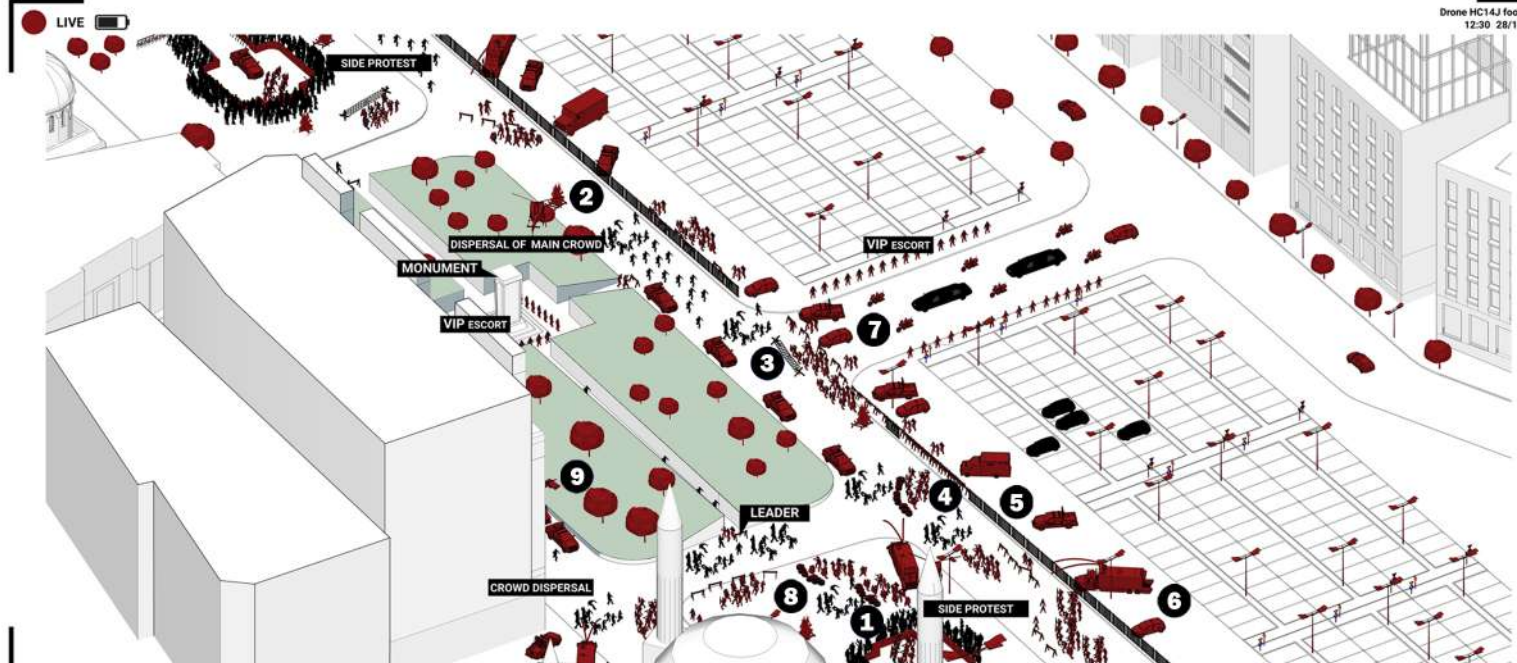 LIVE
Drone HC14J foo
12:30 28/1
SIDE PROTEST
2
DISPERSAL OF MAIN CROWD
VIP ESCORT
MONUMENT
VIP ESCORT
7
3
9
4
5
LEADER
CROWD DISPERSAL
8
SIDE PROTEST
6
1